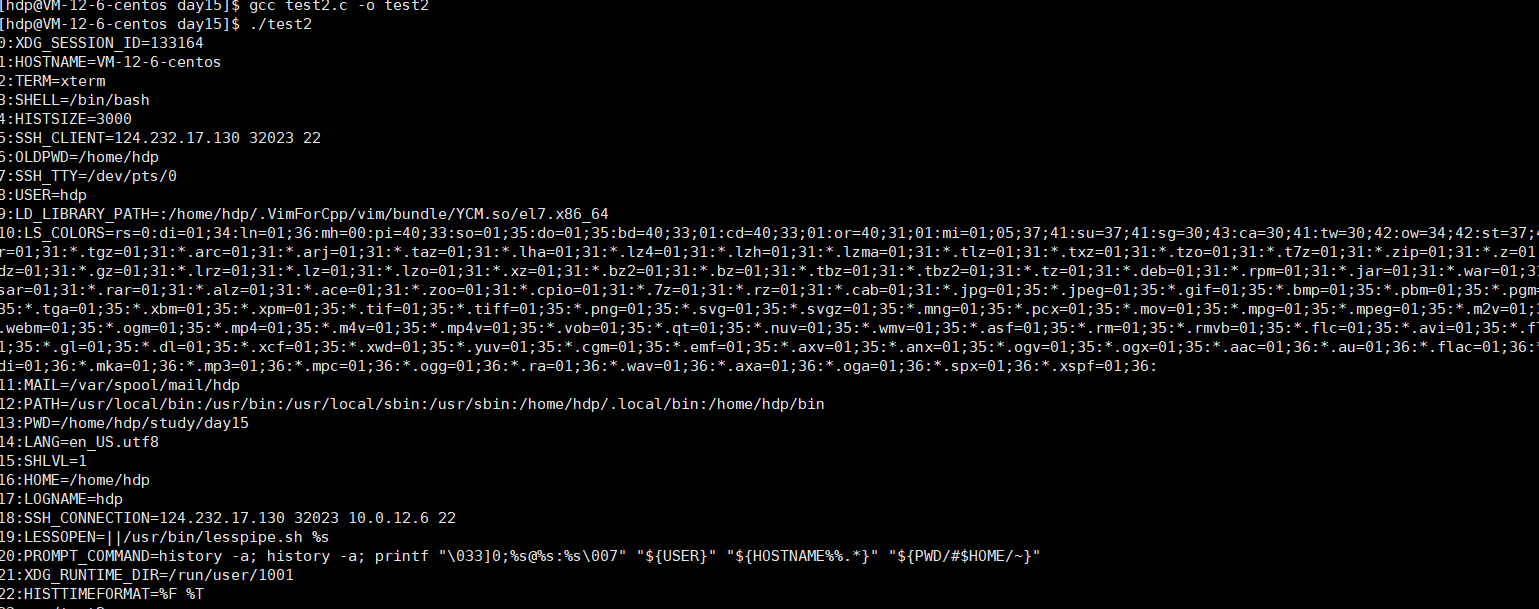 [hdp@VM-12-6-centos day15]$ gcc test2.c -o test2
[hdp@VM-12-6-centos day15]$ ./test2
0:XDG_SESSION_ID=133164
1:HOSTNAME=VM-12-6-centos
2:TERM=xterm
3:SHELL=/bin/bash
4:HISTSIZE=3000
5:SSH_CLIENT=124.232.17.130 32023 22
6:OLDPWD=/home/hdp
7:SSH_TTY=/dev/pts/0
8:USER=hdp
9:LD_LIBRARY_PATH=:/home/hdp/.VimForCpp/vim/bundle/YCM.so/el7.x86_64
10:LS_COLORS=rs=0:di=01;34:ln=01;36:mh=00:pi=40;33:so=01;35:do=01;35:bd=40;33;01:cd=40;33;01:or=40;31;01:mi=01;05;37;41:su=37;41:sg=30;43:ca=30;41:tw=30;42:ow=34;42:st=37;4
r=01;31:*.tgz=01;31:*.arc=01;31:*.arj=01;31:*.taz=01;31:*.lha=01;31:*.lz4=01;31:*.lzh=01;31:*.lzma=01;31:*.tlz=01;31:*.txz=01;31:*.tzo=01;31:*.t7z=01;31:*.zip=01;31:*.z=01
dz=01;31:*.gz=01;31:*.lrz=01;31:*.lz=01;31:*.lzo=01;31:*.xz=01;31:*.bz2=01;31:*.bz=01;31:*.tbz=01;31:*.tbz2=01;31:*.tz=01;31:*.deb=01;31:*.rpm=01;31:*.jar=01;31:*.war=01;31
sar=01;31:*.rar=01;31:*.alz=01;31:*.ace=01;31:*.zoo=01;31:*.cpio=01;31:*.7z=01;31:*.rz=01;31:*.cab=01;31:*.jpg=01;35:*.jpeg=01;35:*.gif=01;35:*.bmp=01;35:*.pbm=01;35:*.pgm=
35:*.tga=01;35:*.xbm=01;35:*.xpm=01;35:*.tif=01;35:*.tiff=01;35:*.png=01;35:*.svg=01;35:*.svgz=01;35:*.mng=01;35:*.pcx=01;35:*.mov=01;35:*.mpg=01;35:*.mpeg=01;35:*.m2v=01;3
.webm=01;35:*.ogm=01;35:*.mp4=01;35:*.m4v=01;35:*.mp4v=01;35:*.vob=01;35:*.qt=01;35:*.nuv=01;35:*.wmv=01;35:*.asf=01;35:*.rm=01;35:*.rmvb=01;35:*.flc=01;35:*.avi=01;35:*.fl
1;35:*.gl=01;35:*.dl=01;35:*.xcf=01;35:*.xwd=01;35:*.yuv=01;35:*.cgm=01;35:*.emf=01;35:*.axv=01;35:*.anx=01;35:*.ogv=01;35:*.ogx=01;35:*.aac=01;36:*.au=01;36:*.flac=01;36:*
di=01;36:*.mka=01;36:*.mp3=01;36:*.mpc=01;36:*.ogg=01;36:*.ra=01;36:*.wav=01;36:*.axa=01;36:*.oga=01;36:*.spx=01;36:*.xspf=01;36:
11:MAIL=/var/spool/mail/hdp
12:PATH=/usr/local/bin:/usr/bin:/usr/local/sbin:/usr/sbin:/home/hdp/.local/bin:/home/hdp/bin
13:PWD=/home/hdp/study/day15
14:LANG=en_US.utf8
15:SHLVL=1
16:HOME=/home/hdp
17:LOGNAME=hdp
18:SSH_CONNECTION=124.232.17.130 32023 10.0.12.6 22
19:LESSOPEN=||/usr/bin/lesspipe.sh %s
20:PROMPT_COMMAND=history -a; history -a; printf "\033]0;%s@%s:%s\007" "${USER}" "${HOSTNAME%%.*}" "${PWD/#$HOME/~}"
21:XDG_RUNTIME_DIR=/run/user/1001
22:HISTTIMEFORMAT=%F %T